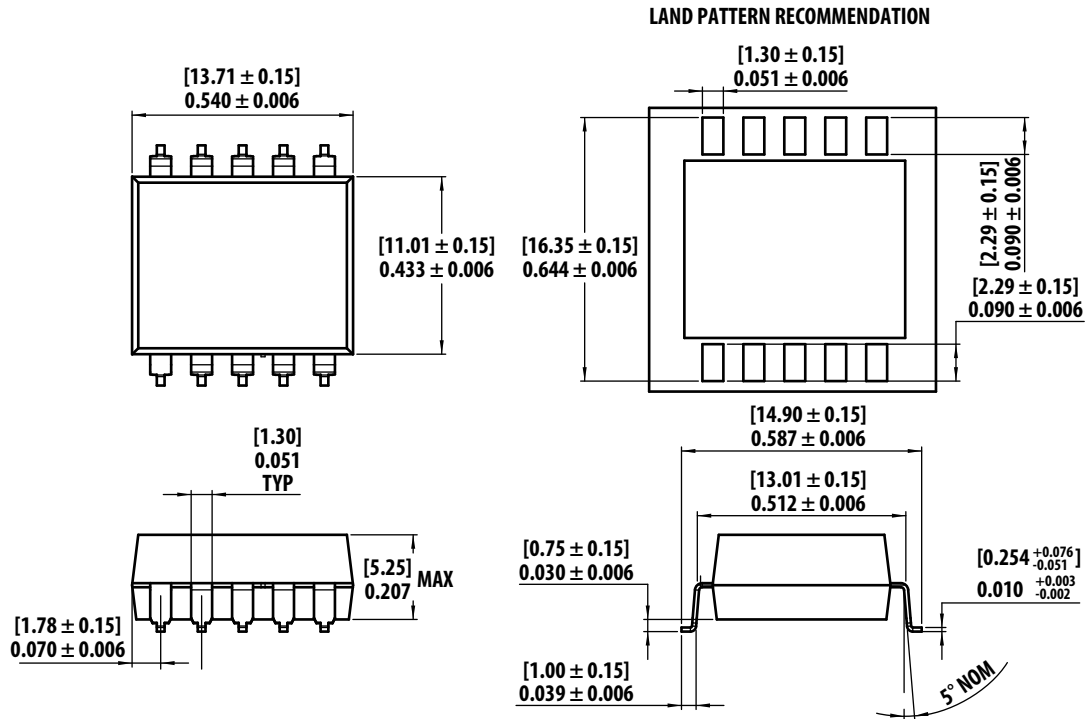 LAND PATTERN RECOMMENDATION
[13.71 ± 0.15]
0.540 ± 0.006
[1.30 ± 0.15]
0.051 ± 0.006
[11.01 ± 0.15]
0.433 ± 0.006
[16.35 ± 0.15]
0.644 ± 0.006
[2.29 ± 0.15]
0.090 ± 0.006
[2.29 ± 0.15]
0.090 ± 0.006
[1.30]
0.051
TYP
[5.25]
0.207
MAX
[1.78 ± 0.15]
0.070 ± 0.006
[14.90 ± 0.15]
0.587 ± 0.006
[13.01 ± 0.15]
0.512 ± 0.006
[0.75 ± 0.15]
0.030 ± 0.006
[0.254 +0.076 -0.051]
0.010 +0.003 -0.002
[1.00 ± 0.15]
0.039 ± 0.006
5° NOM